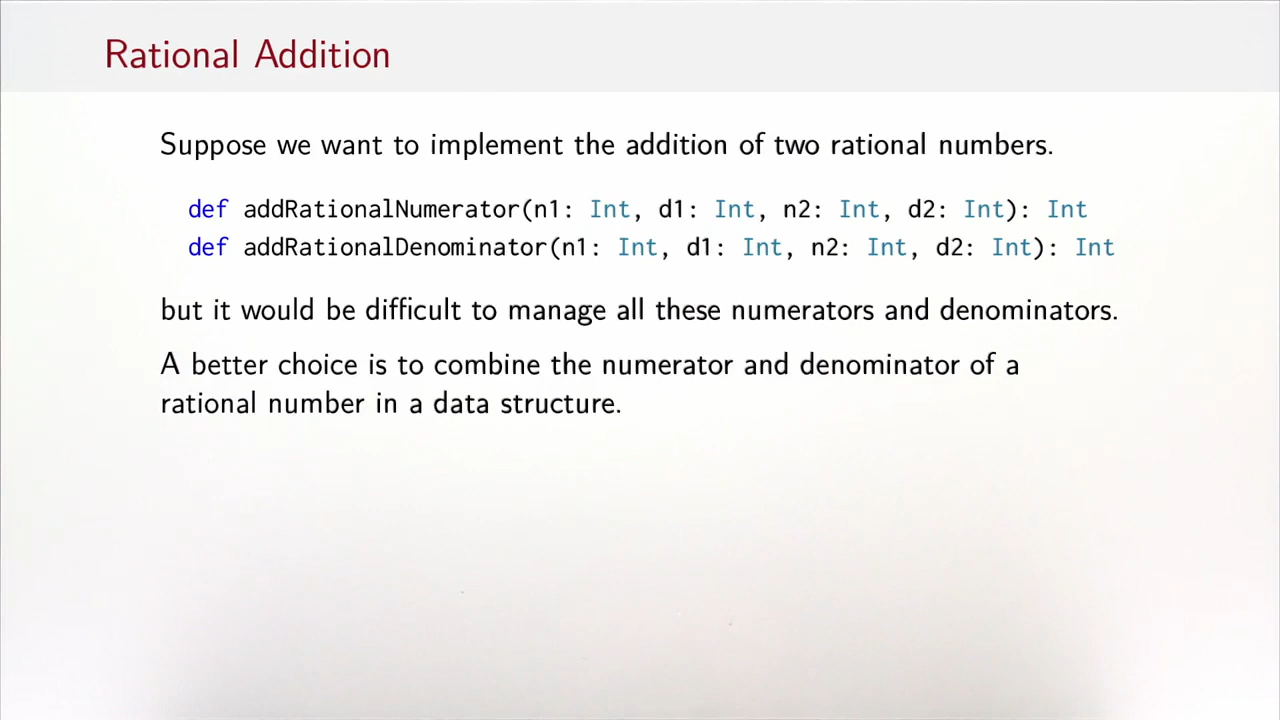 Rational Addition
Suppose we want to implement the addition of two rational numbers.
def addRationalNumerator(n1: Int, d1: Int, n2: Int, d2: Int): Int
def addRationalDenominator(n1: Int, d1: Int, n2: Int, d2: Int): Int
but it would be difficult to manage all these numerators and denominators.
A better choice is to combine the numerator and denominator of a
rational number in a data structure.